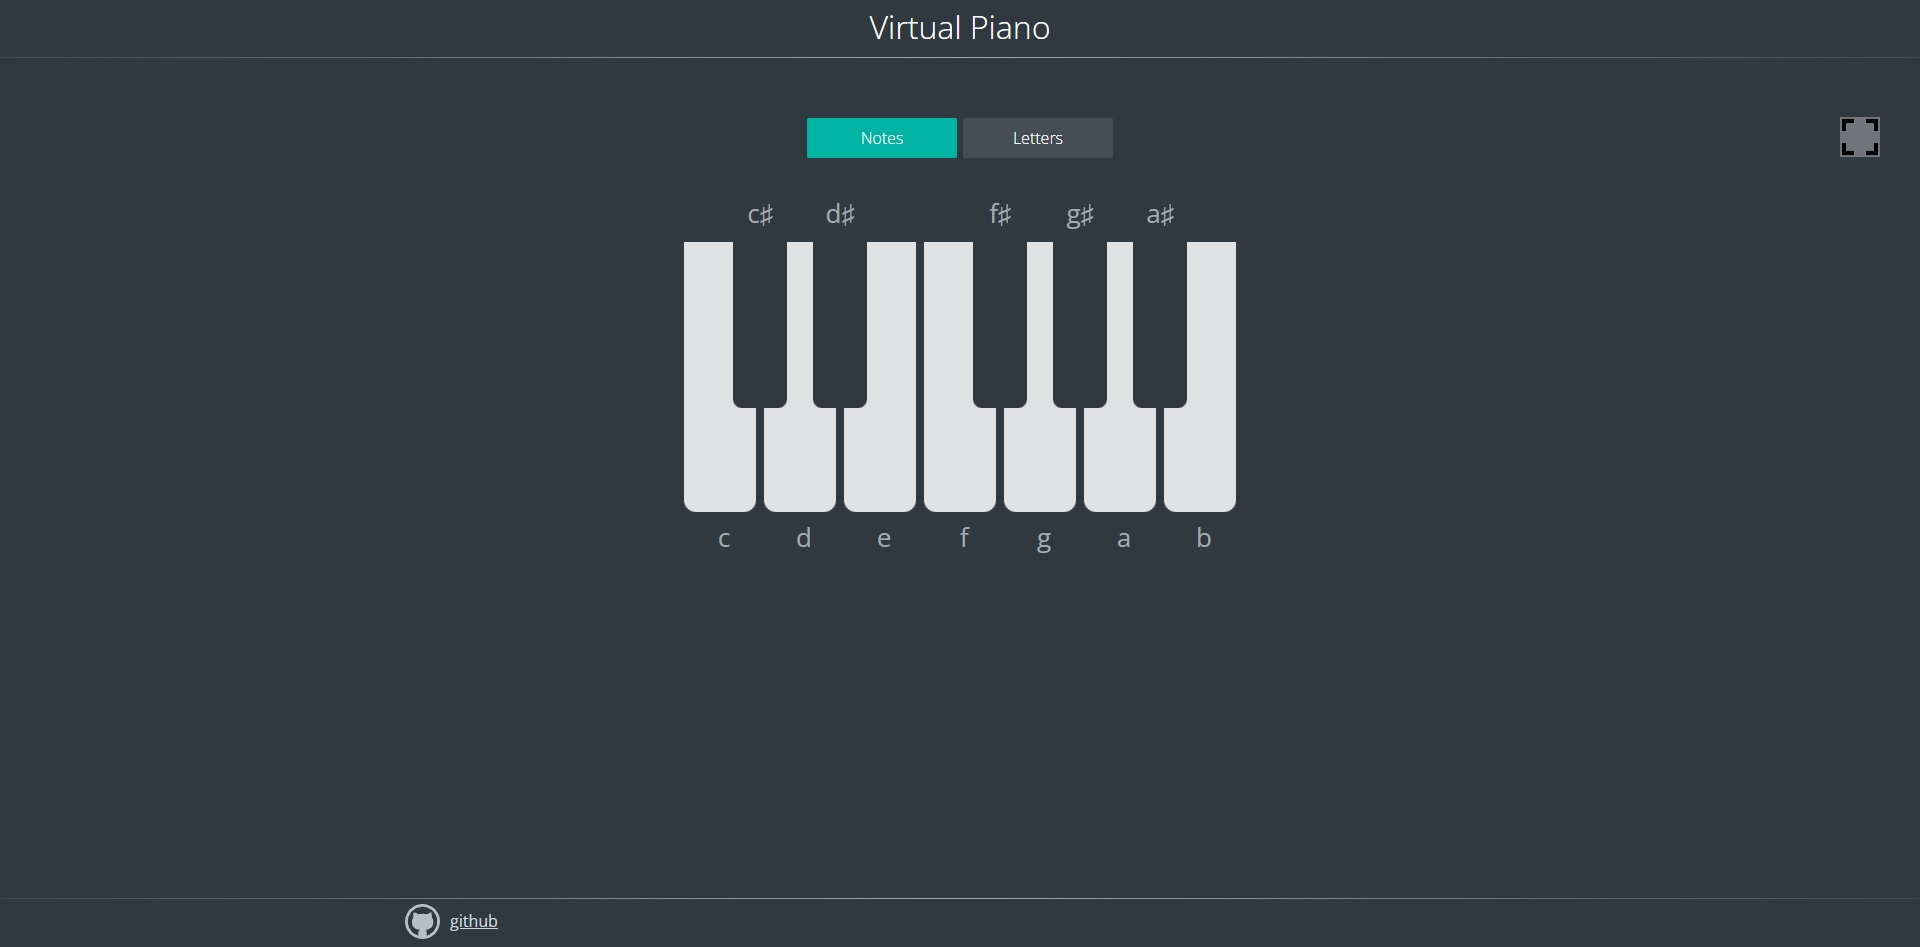 Virtual Piano
Notes Letters
c♯ d♯ f♯ g♯ a♯
c d e f g a b
github